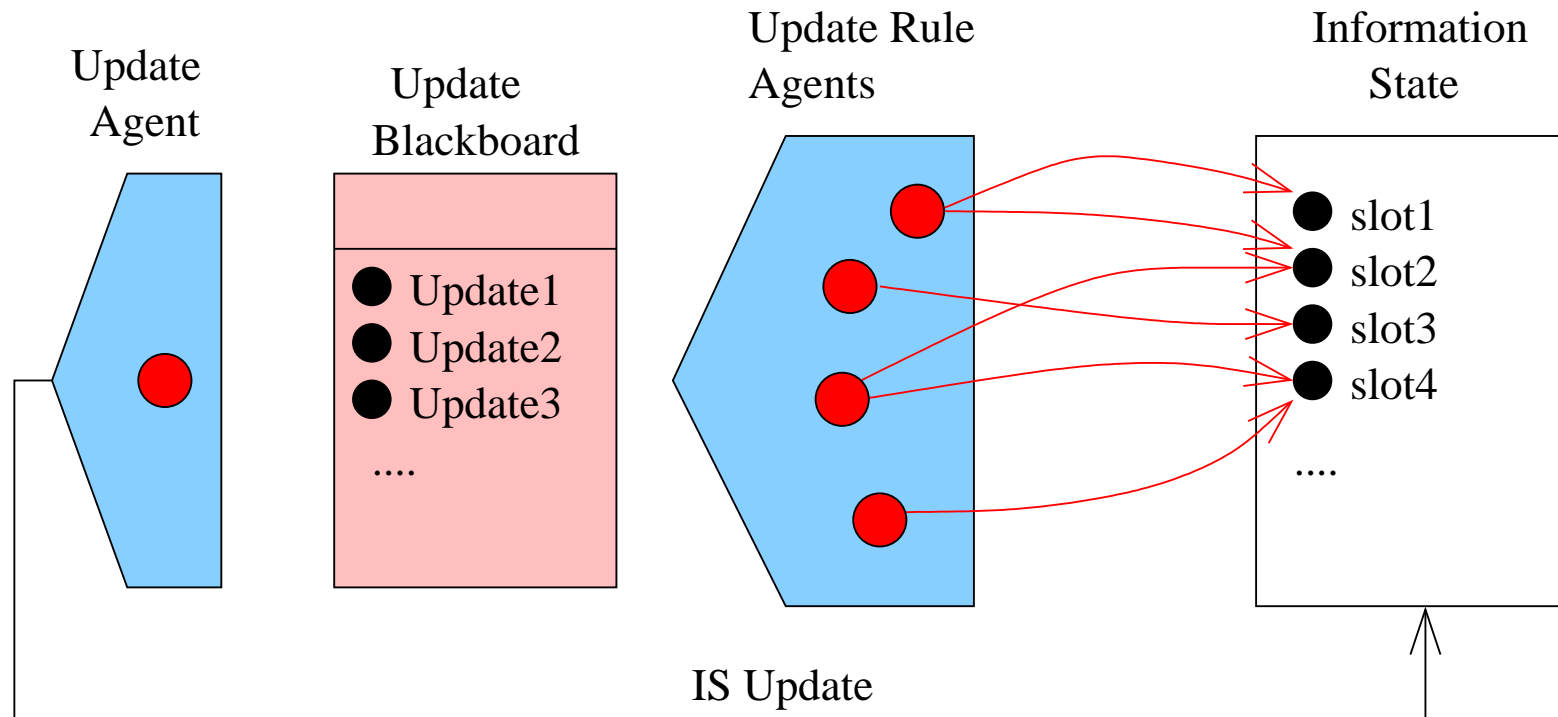 Update
Agent
Update
Blackboard
Update Rule
Agents
Information
State
Update1
Update2
Update3
....
slot1
slot2
slot3
slot4
....
IS Update